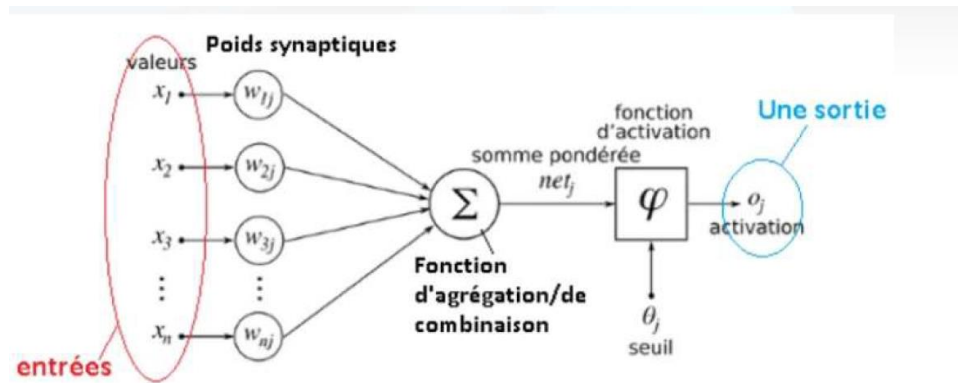 Poids synaptiques
valeurs
x₁ w₁ⱼ
x₂ w₂ⱼ
x₃ w₃ⱼ
⋮ ⋮
xₙ wₙⱼ
Σ
Fonction
d'agrégation/de
combinaison
somme pondérée
netⱼ
fonction
d'activation
φ
θⱼ
seuil
Une sortie
oⱼ
activation
entrées